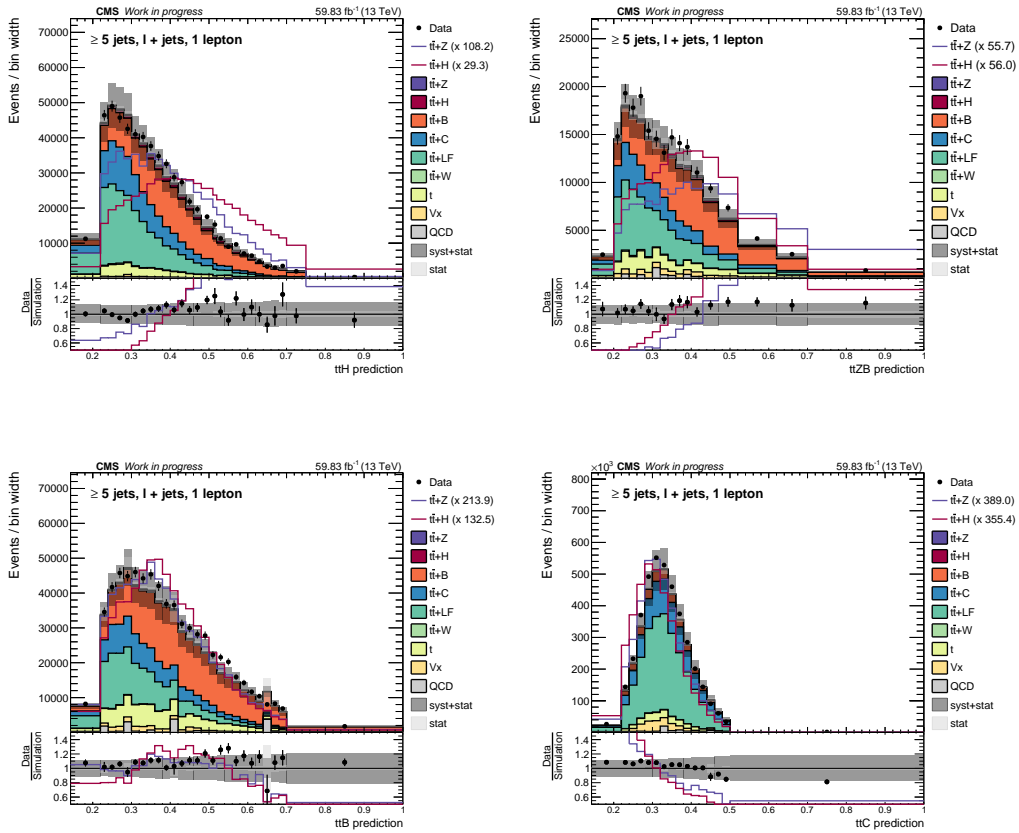 CMS Work in progress 59.83 fb⁻¹ (13 TeV)
≥ 5 jets, l + jets, 1 lepton
Events / bin width
70000
60000
50000
40000
30000
20000
10000
Data
tt̄+Z (x 108.2)
tt̄+H (x 29.3)
tt̄+Z
tt̄+H
tt̄+B
tt̄+C
tt̄+LF
tt̄+W
t
Vx
QCD
syst+stat
stat
Data
Simulation
1.4
1.2
1
0.8
0.6
0.2 0.3 0.4 0.5 0.6 0.7 0.8 0.9 1
ttH prediction
CMS Work in progress 59.83 fb⁻¹ (13 TeV)
≥ 5 jets, l + jets, 1 lepton
Events / bin width
25000
20000
15000
10000
5000
Data
tt̄+Z (x 55.7)
tt̄+H (x 56.0)
tt̄+Z
tt̄+H
tt̄+B
tt̄+C
tt̄+LF
tt̄+W
t
Vx
QCD
syst+stat
stat
Data
Simulation
1.4
1.2
1
0.8
0.6
0.2 0.3 0.4 0.5 0.6 0.7 0.8 0.9 1
ttZB prediction
CMS Work in progress 59.83 fb⁻¹ (13 TeV)
≥ 5 jets, l + jets, 1 lepton
Events / bin width
70000
60000
50000
40000
30000
20000
10000
Data
tt̄+Z (x 213.9)
tt̄+H (x 132.5)
tt̄+Z
tt̄+H
tt̄+B
tt̄+C
tt̄+LF
tt̄+W
t
Vx
QCD
syst+stat
stat
Data
Simulation
1.4
1.2
1
0.8
0.6
0.2 0.3 0.4 0.5 0.6 0.7 0.8 0.9 1
ttB prediction
×10³ CMS Work in progress 59.83 fb⁻¹ (13 TeV)
≥ 5 jets, l + jets, 1 lepton
Events / bin width
800
700
600
500
400
300
200
100
Data
tt̄+Z (x 389.0)
tt̄+H (x 355.4)
tt̄+Z
tt̄+H
tt̄+B
tt̄+C
tt̄+LF
tt̄+W
t
Vx
QCD
syst+stat
stat
Data
Simulation
1.4
1.2
1
0.8
0.6
0.2 0.3 0.4 0.5 0.6 0.7 0.8 0.9 1
ttC prediction